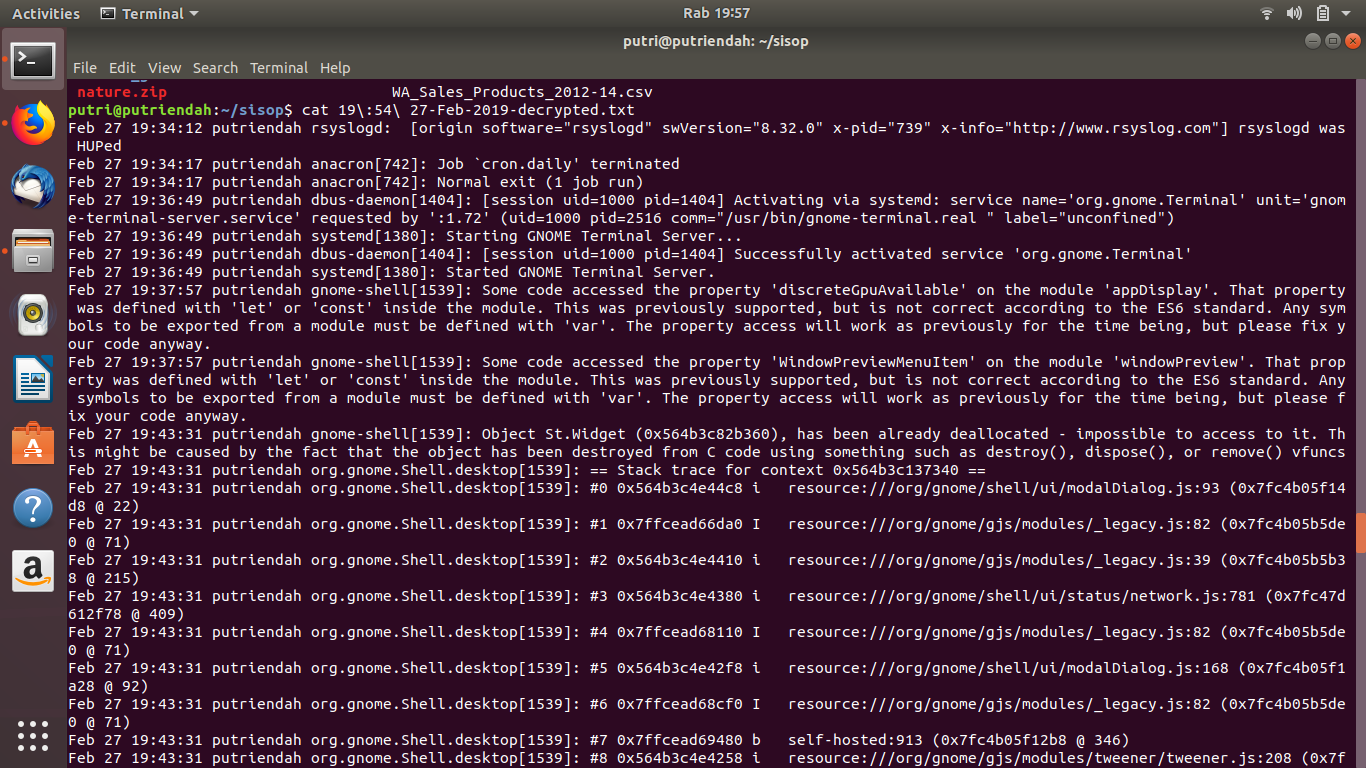 Activities Terminal Rab 19:57
putri@putriendah: ~/sisop
File Edit View Search Terminal Help
nature.zip WA_Sales_Products_2012-14.csv
putri@putriendah:~/sisop$ cat 19\:54\ 27-Feb-2019-decrypted.txt
Feb 27 19:34:12 putriendah rsyslogd:  [origin software="rsyslogd" swVersion="8.32.0" x-pid="739" x-info="http://www.rsyslog.com"] rsyslogd was
 HUPed
Feb 27 19:34:17 putriendah anacron[742]: Job `cron.daily' terminated
Feb 27 19:34:17 putriendah anacron[742]: Normal exit (1 job run)
Feb 27 19:36:49 putriendah dbus-daemon[1404]: [session uid=1000 pid=1404] Activating via systemd: service name='org.gnome.Terminal' unit='gnom
e-terminal-server.service' requested by ':1.72' (uid=1000 pid=2516 comm="/usr/bin/gnome-terminal.real " label="unconfined")
Feb 27 19:36:49 putriendah systemd[1380]: Starting GNOME Terminal Server...
Feb 27 19:36:49 putriendah dbus-daemon[1404]: [session uid=1000 pid=1404] Successfully activated service 'org.gnome.Terminal'
Feb 27 19:36:49 putriendah systemd[1380]: Started GNOME Terminal Server.
Feb 27 19:37:57 putriendah gnome-shell[1539]: Some code accessed the property 'discreteGpuAvailable' on the module 'appDisplay'. That property
 was defined with 'let' or 'const' inside the module. This was previously supported, but is not correct according to the ES6 standard. Any sym
bols to be exported from a module must be defined with 'var'. The property access will work as previously for the time being, but please fix y
our code anyway.
Feb 27 19:37:57 putriendah gnome-shell[1539]: Some code accessed the property 'WindowPreviewMenuItem' on the module 'windowPreview'. That prop
erty was defined with 'let' or 'const' inside the module. This was previously supported, but is not correct according to the ES6 standard. Any
 symbols to be exported from a module must be defined with 'var'. The property access will work as previously for the time being, but please f
ix your code anyway.
Feb 27 19:43:31 putriendah gnome-shell[1539]: Object St.Widget (0x564b3c82b360), has been already deallocated - impossible to access to it. Th
is might be caused by the fact that the object has been destroyed from C code using something such as destroy(), dispose(), or remove() vfuncs
Feb 27 19:43:31 putriendah org.gnome.Shell.desktop[1539]: == Stack trace for context 0x564b3c137340 ==
Feb 27 19:43:31 putriendah org.gnome.Shell.desktop[1539]: #0 0x564b3c4e44c8 i   resource:///org/gnome/shell/ui/modalDialog.js:93 (0x7fc4b05f14
d8 @ 22)
Feb 27 19:43:31 putriendah org.gnome.Shell.desktop[1539]: #1 0x7ffcead66da0 I   resource:///org/gnome/gjs/modules/_legacy.js:82 (0x7fc4b05b5de
0 @ 71)
Feb 27 19:43:31 putriendah org.gnome.Shell.desktop[1539]: #2 0x564b3c4e4410 i   resource:///org/gnome/gjs/modules/_legacy.js:39 (0x7fc4b05b5b3
8 @ 215)
Feb 27 19:43:31 putriendah org.gnome.Shell.desktop[1539]: #3 0x564b3c4e4380 i   resource:///org/gnome/shell/ui/status/network.js:781 (0x7fc47d
612f78 @ 409)
Feb 27 19:43:31 putriendah org.gnome.Shell.desktop[1539]: #4 0x7ffcead68110 I   resource:///org/gnome/gjs/modules/_legacy.js:82 (0x7fc4b05b5de
0 @ 71)
Feb 27 19:43:31 putriendah org.gnome.Shell.desktop[1539]: #5 0x564b3c4e42f8 i   resource:///org/gnome/shell/ui/modalDialog.js:168 (0x7fc4b05f1
a28 @ 92)
Feb 27 19:43:31 putriendah org.gnome.Shell.desktop[1539]: #6 0x7ffcead68cf0 I   resource:///org/gnome/gjs/modules/_legacy.js:82 (0x7fc4b05b5de
0 @ 71)
Feb 27 19:43:31 putriendah org.gnome.Shell.desktop[1539]: #7 0x7ffcead69480 b   self-hosted:913 (0x7fc4b05f12b8 @ 346)
Feb 27 19:43:31 putriendah org.gnome.Shell.desktop[1539]: #8 0x564b3c4e4258 i   resource:///org/gnome/gjs/modules/tweener/tweener.js:208 (0x7f